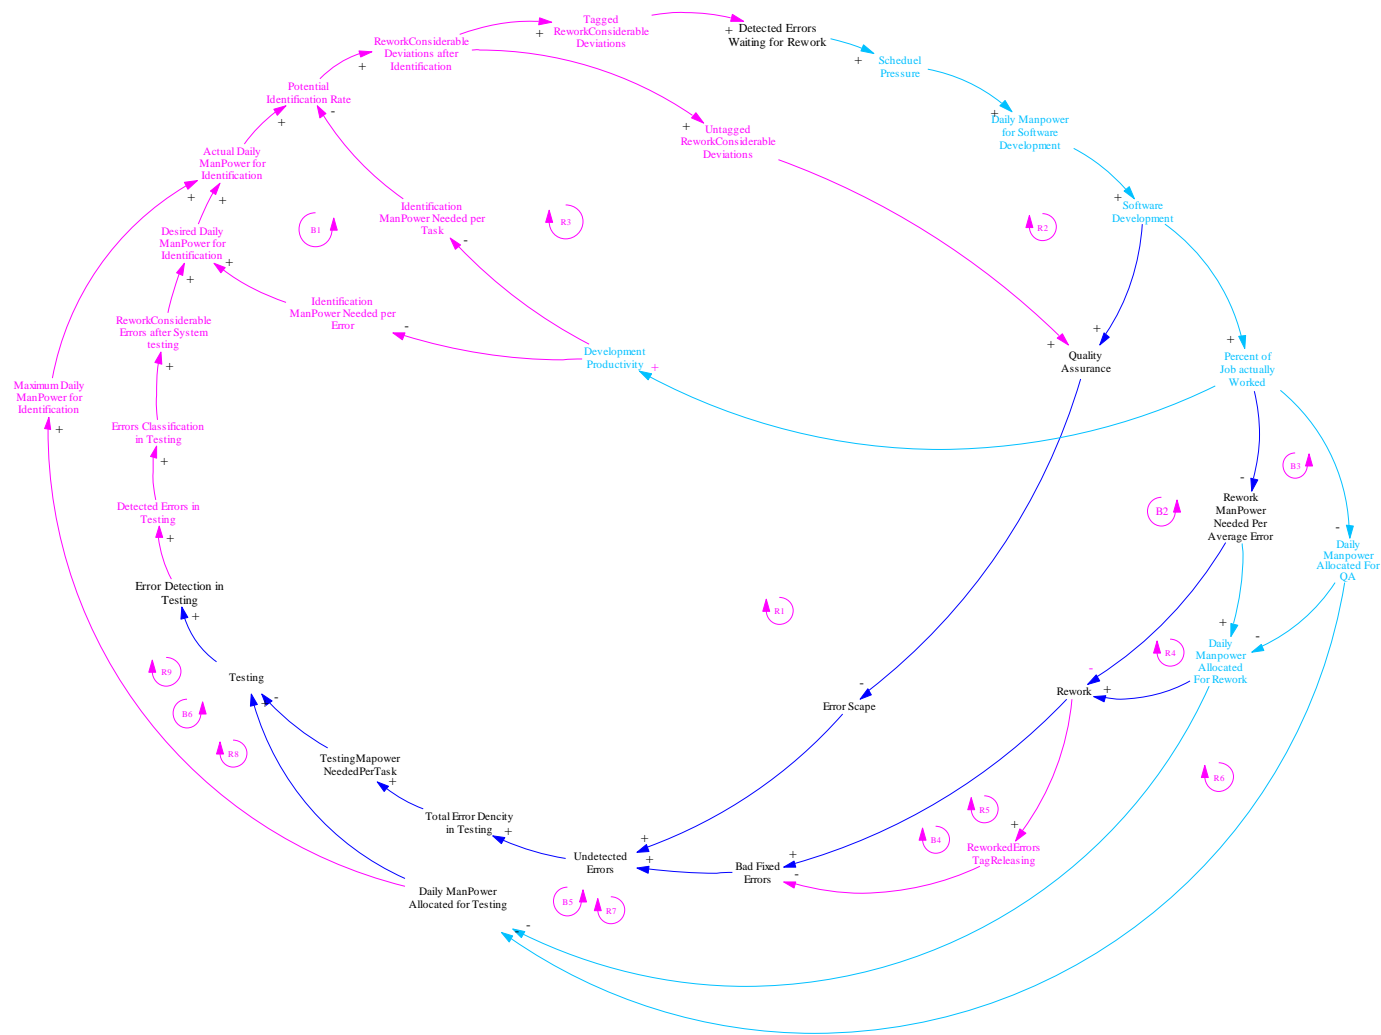 Tagged
ReworkConsiderable
Deviations
+
Detected Errors
Waiting for Rework
+
ReworkConsiderable
Deviations after
Identification
+
Scheduel
Pressure
+
Potential
Identification Rate
+
-
Daily Manpower
for Software
Development
+
Untagged
ReworkConsiderable
Deviations
+
Actual Daily
ManPower for
Identification
+
+
Identification
ManPower Needed per
Task
-
Software
Development
+
B1
R3
R2
Desired Daily
ManPower for
Identification
+
+
Identification
ManPower Needed per
Error
-
ReworkConsiderable
Errors after System
testing
+
Development
Productivity
+
Quality
Assurance
+
+
Percent of
Job actually
Worked
+
Maximum Daily
ManPower for
Identification
+
Errors Classification
in Testing
+
B3
B2
Rework
ManPower
Needed Per
Average Error
-
Detected Errors in
Testing
+
Daily
Manpower
Allocated For
QA
-
Error Detection in
Testing
+
R1
Daily
Manpower
Allocated
For Rework
+
-
R4
R9
Testing
-
+
Rework
-
+
Error Scape
-
B6
R8
TestingMapower
NeededPerTask
+
R6
R5
B4
Total Error Dencity
in Testing
+
ReworkedErrors
TagReleasing
+
Undetected
Errors
+
+
Bad Fixed
Errors
+
-
Daily ManPower
Allocated for Testing
-
B5
R7